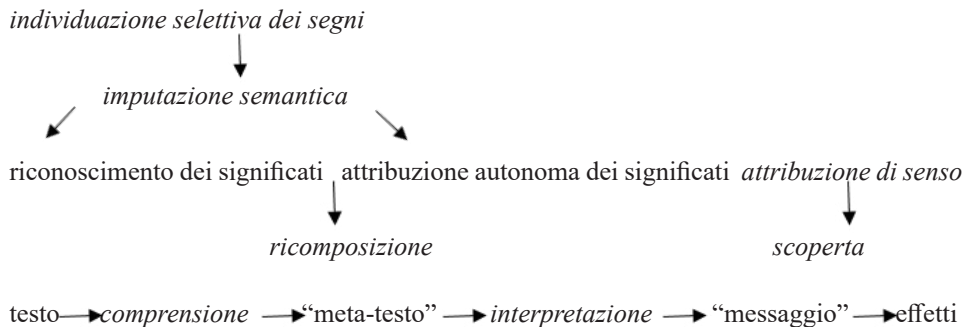 individuazione selettiva dei segni
imputazione semantica
riconoscimento dei significati attribuzione autonoma dei significati attribuzione di senso
ricomposizione scoperta
testo comprensione “meta-testo” interpretazione “messaggio” effetti